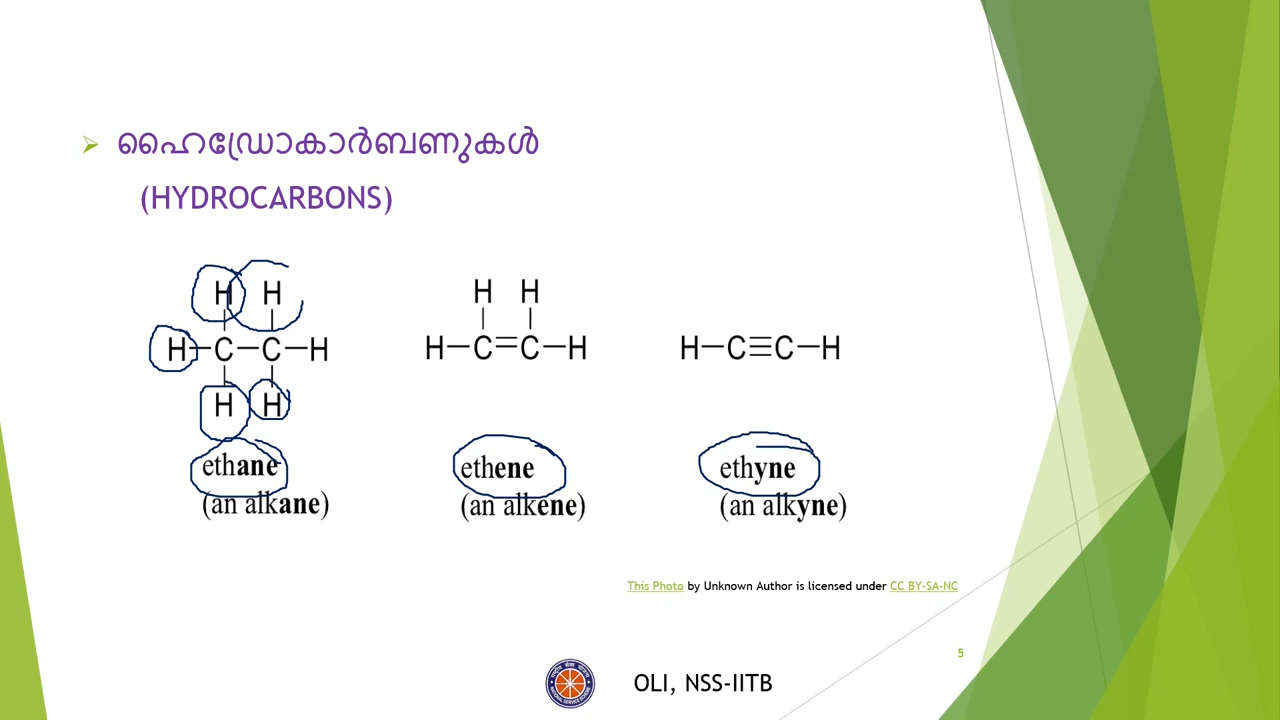 ഹൈഡ്രോകാർബണുകൾ
(HYDROCARBONS)
H H
H H
H H
H–C–C–H
H–C=C–H
H–C≡C–H
H H
ethane
(an alkane)
ethene
(an alkene)
ethyne
(an alkyne)
This Photo by Unknown Author is licensed under CC BY-SA-NC
5
OLI, NSS-IITB